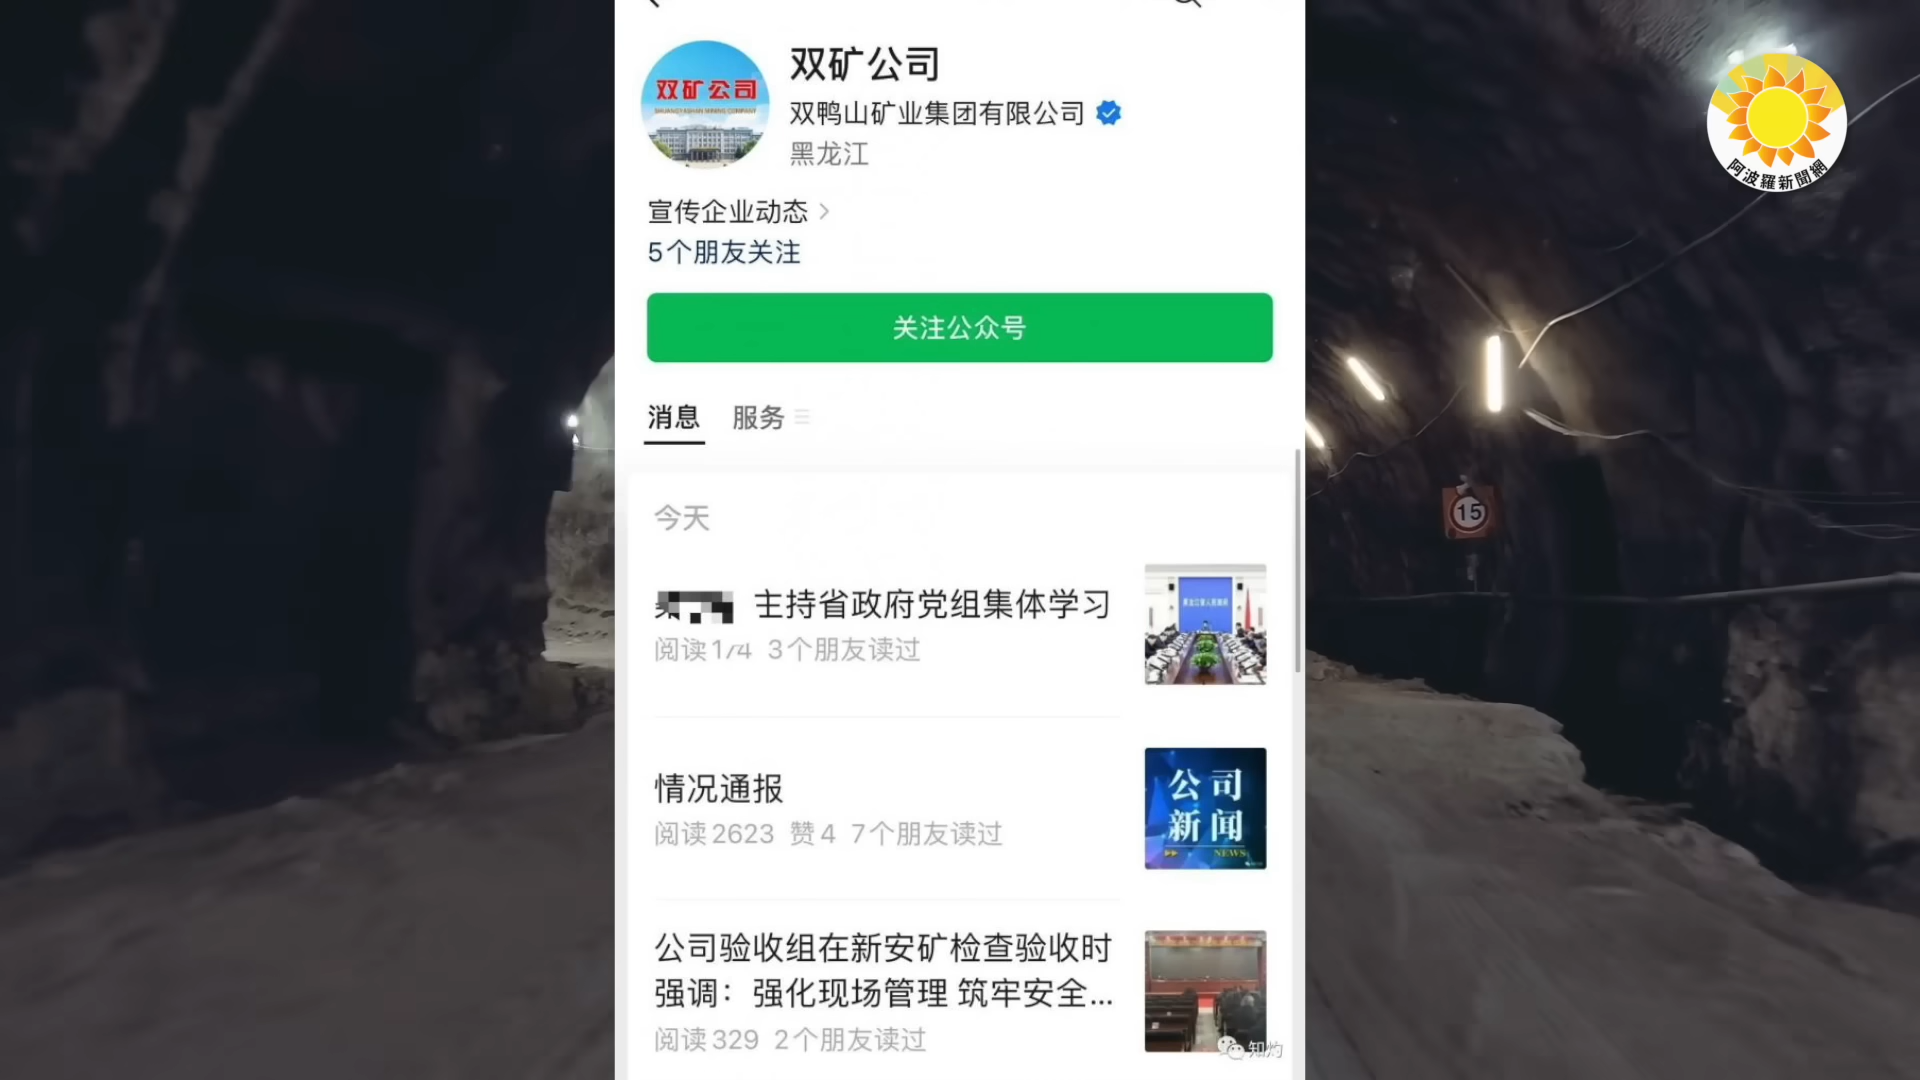 双矿公司
双矿公司
双鸭山矿业集团有限公司
黑龙江
宣传企业动态
5个朋友关注
关注公众号
消息 服务
今天
主持省政府党组集体学习
阅读174 3个朋友读过
情况通报
阅读2623 赞4 7个朋友读过
公司新闻
NEWS
公司验收组在新安矿检查验收时
强调：强化现场管理 筑牢安全...
阅读329 2个朋友读过
知灼
阿波羅新聞網
15